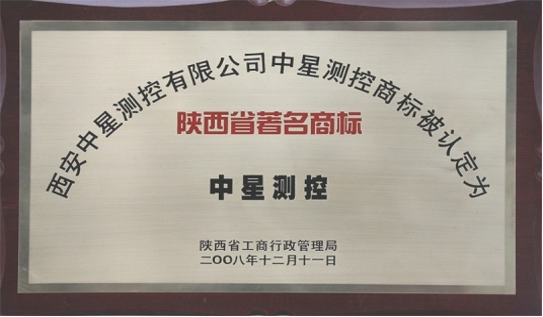 西安中星测控有限公司中星测控商标被认定为
陕西省著名商标
中星测控
陕西省工商行政管理局
二OO八年十二月十一日